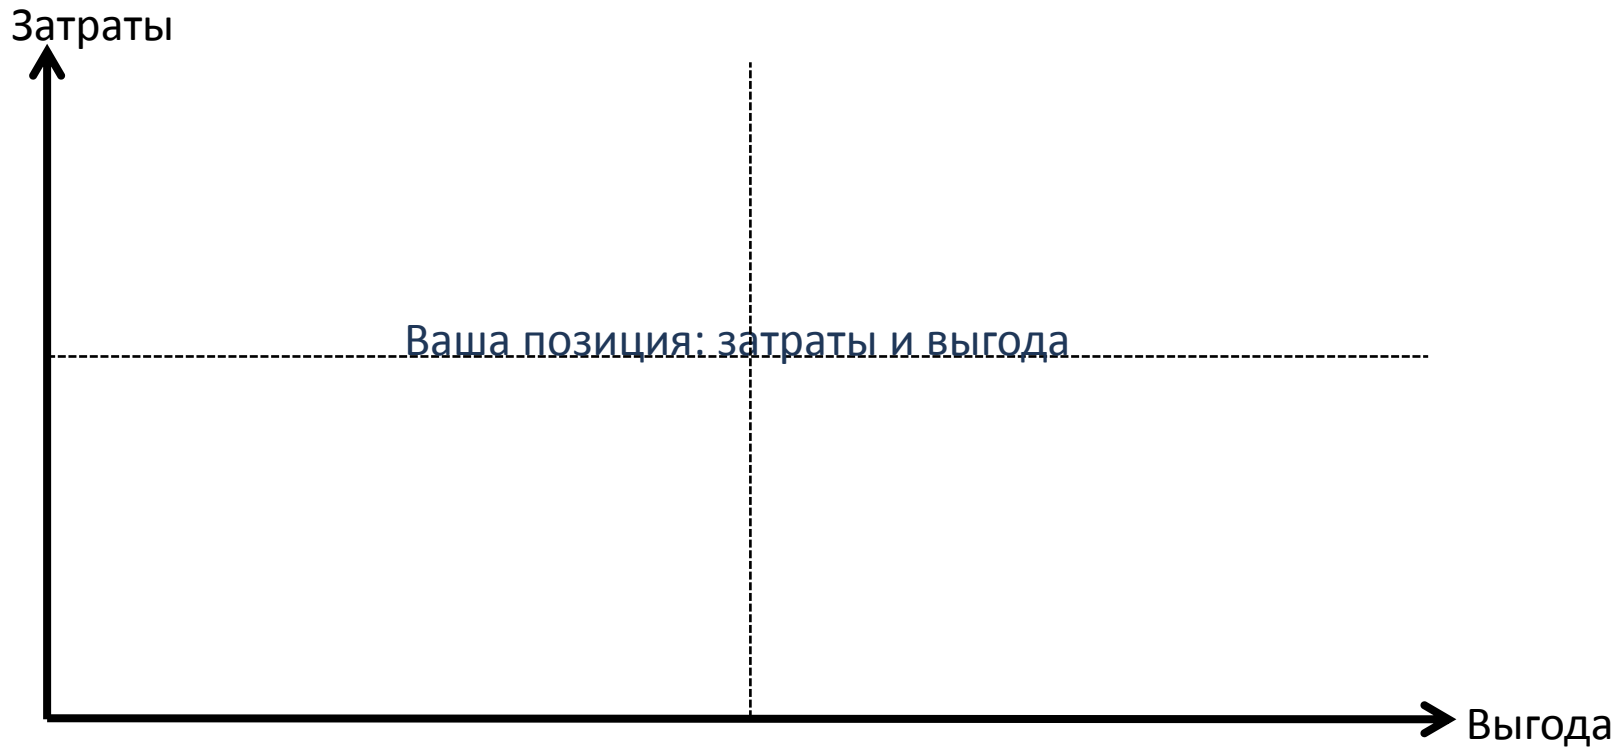 Затраты
Ваша позиция: затраты и выгода
Выгода